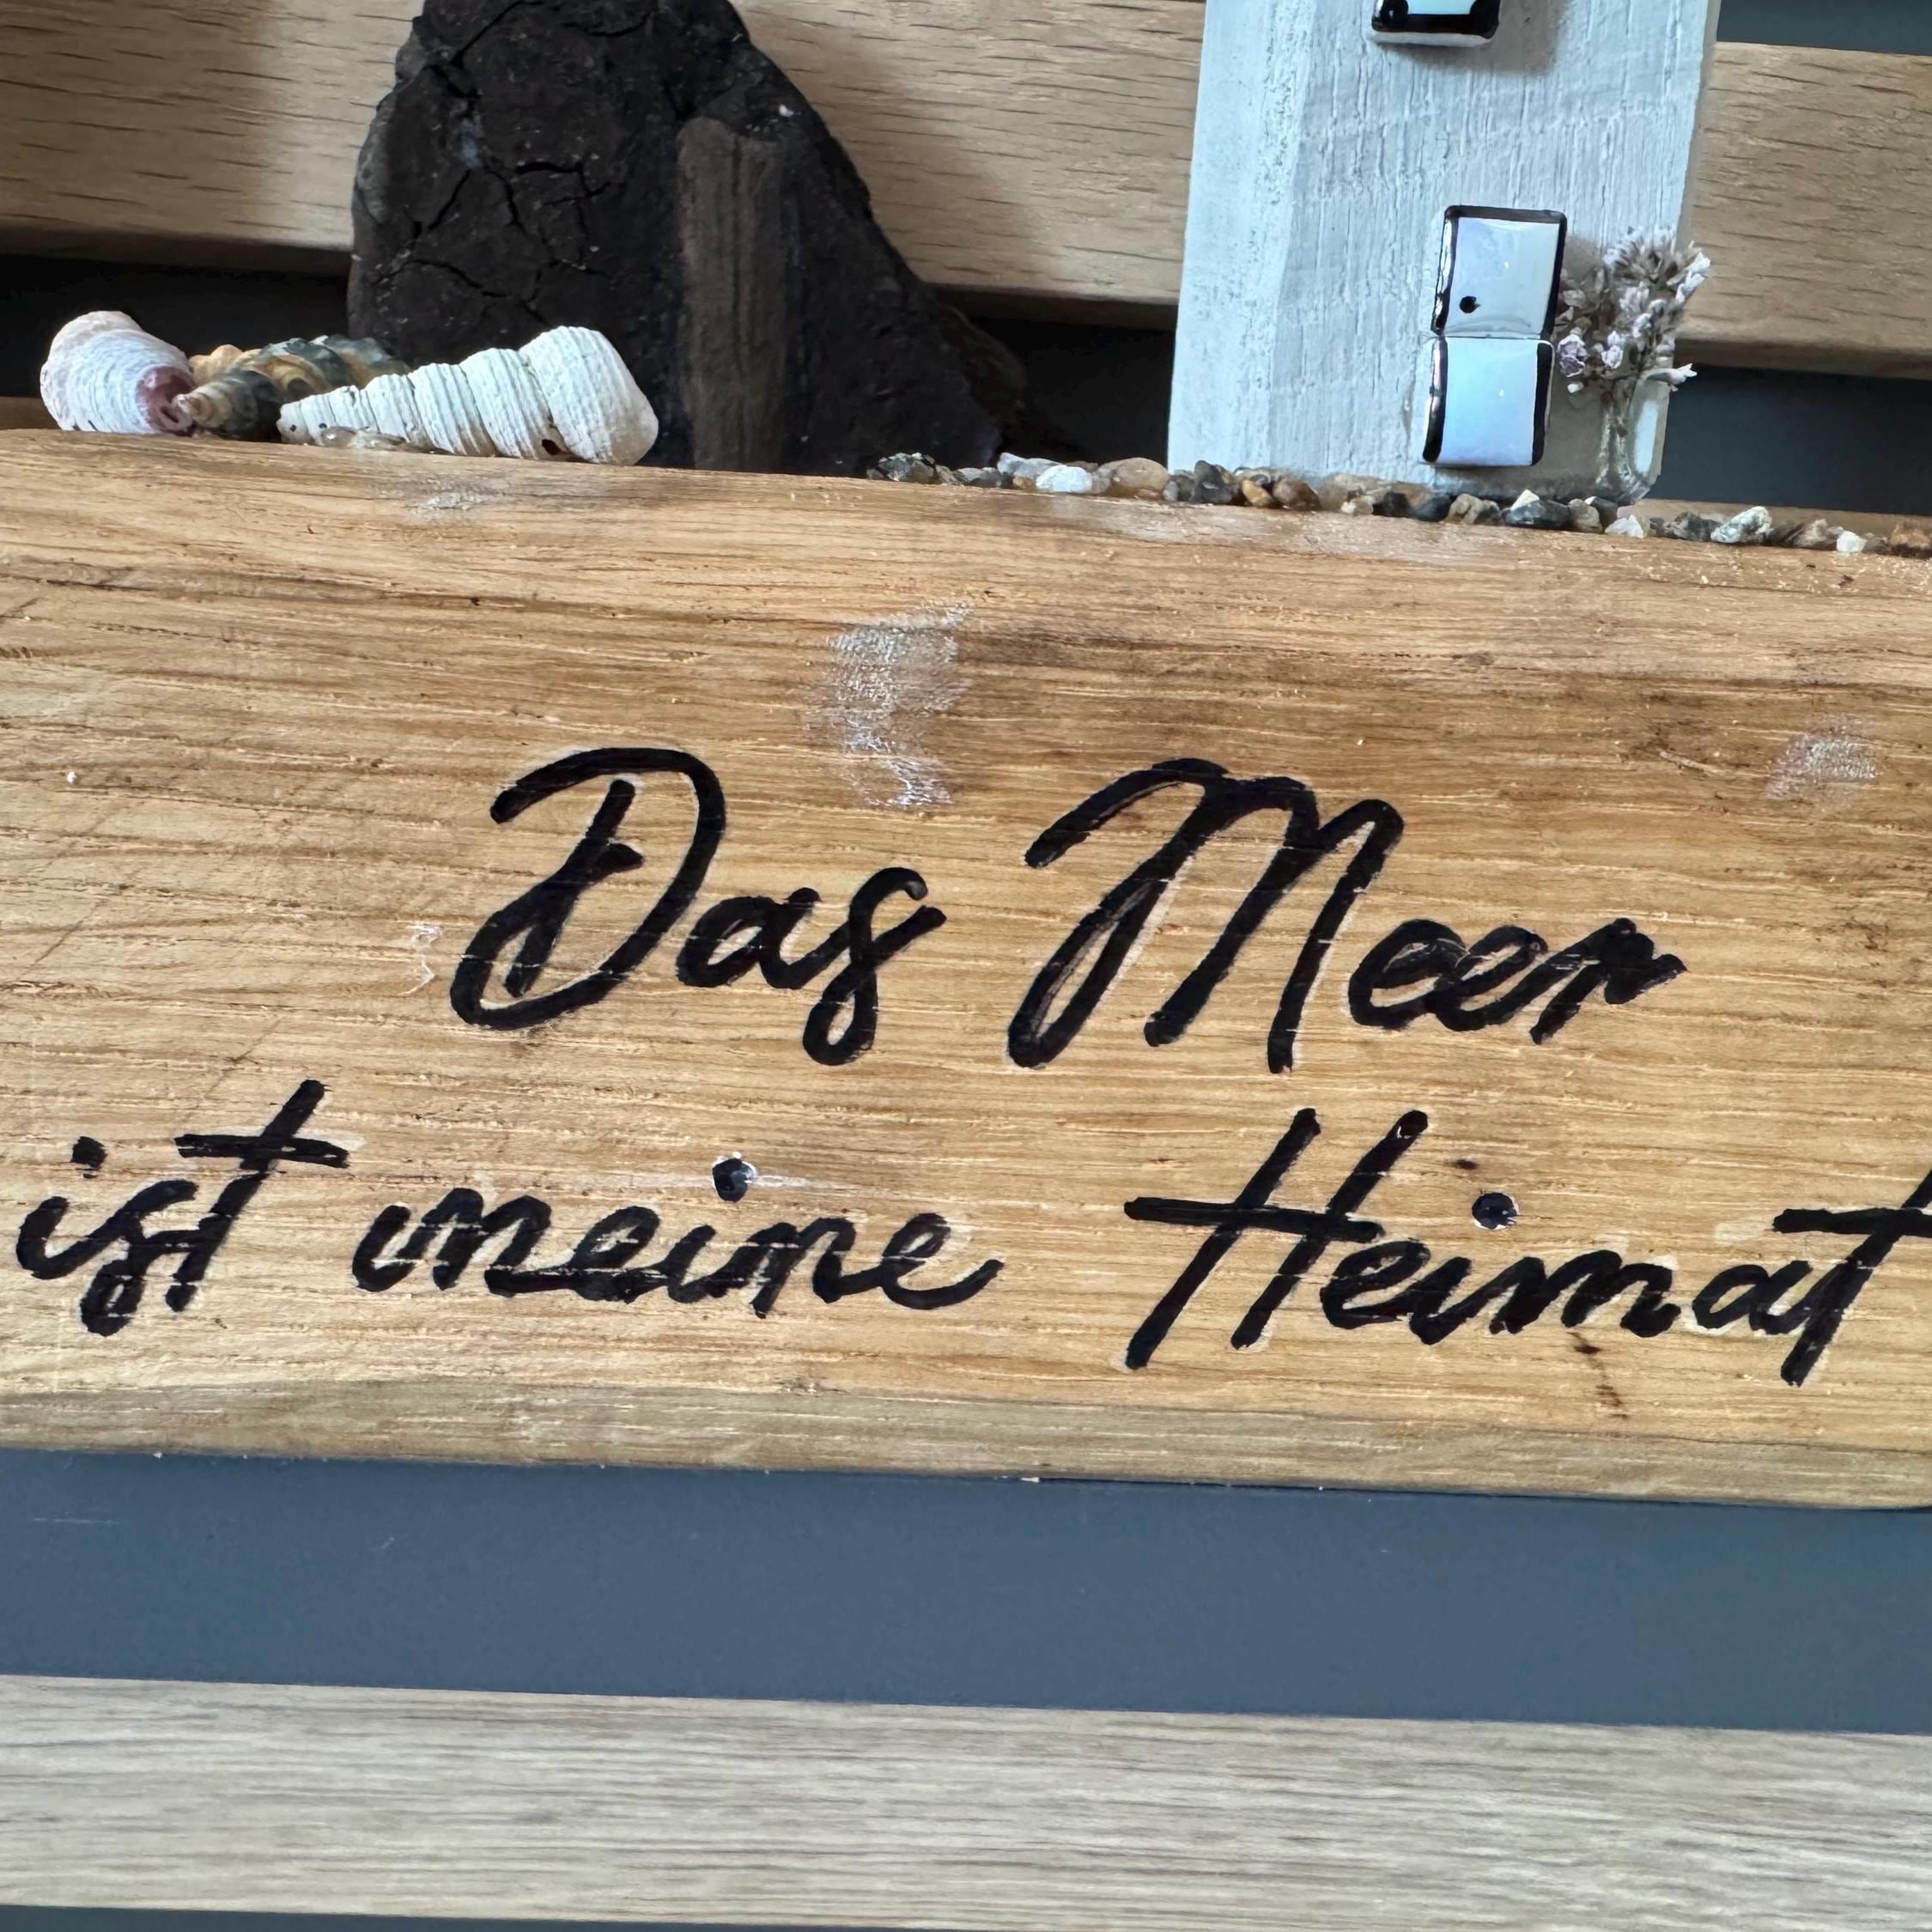 Das Meer
ist meine Heimat